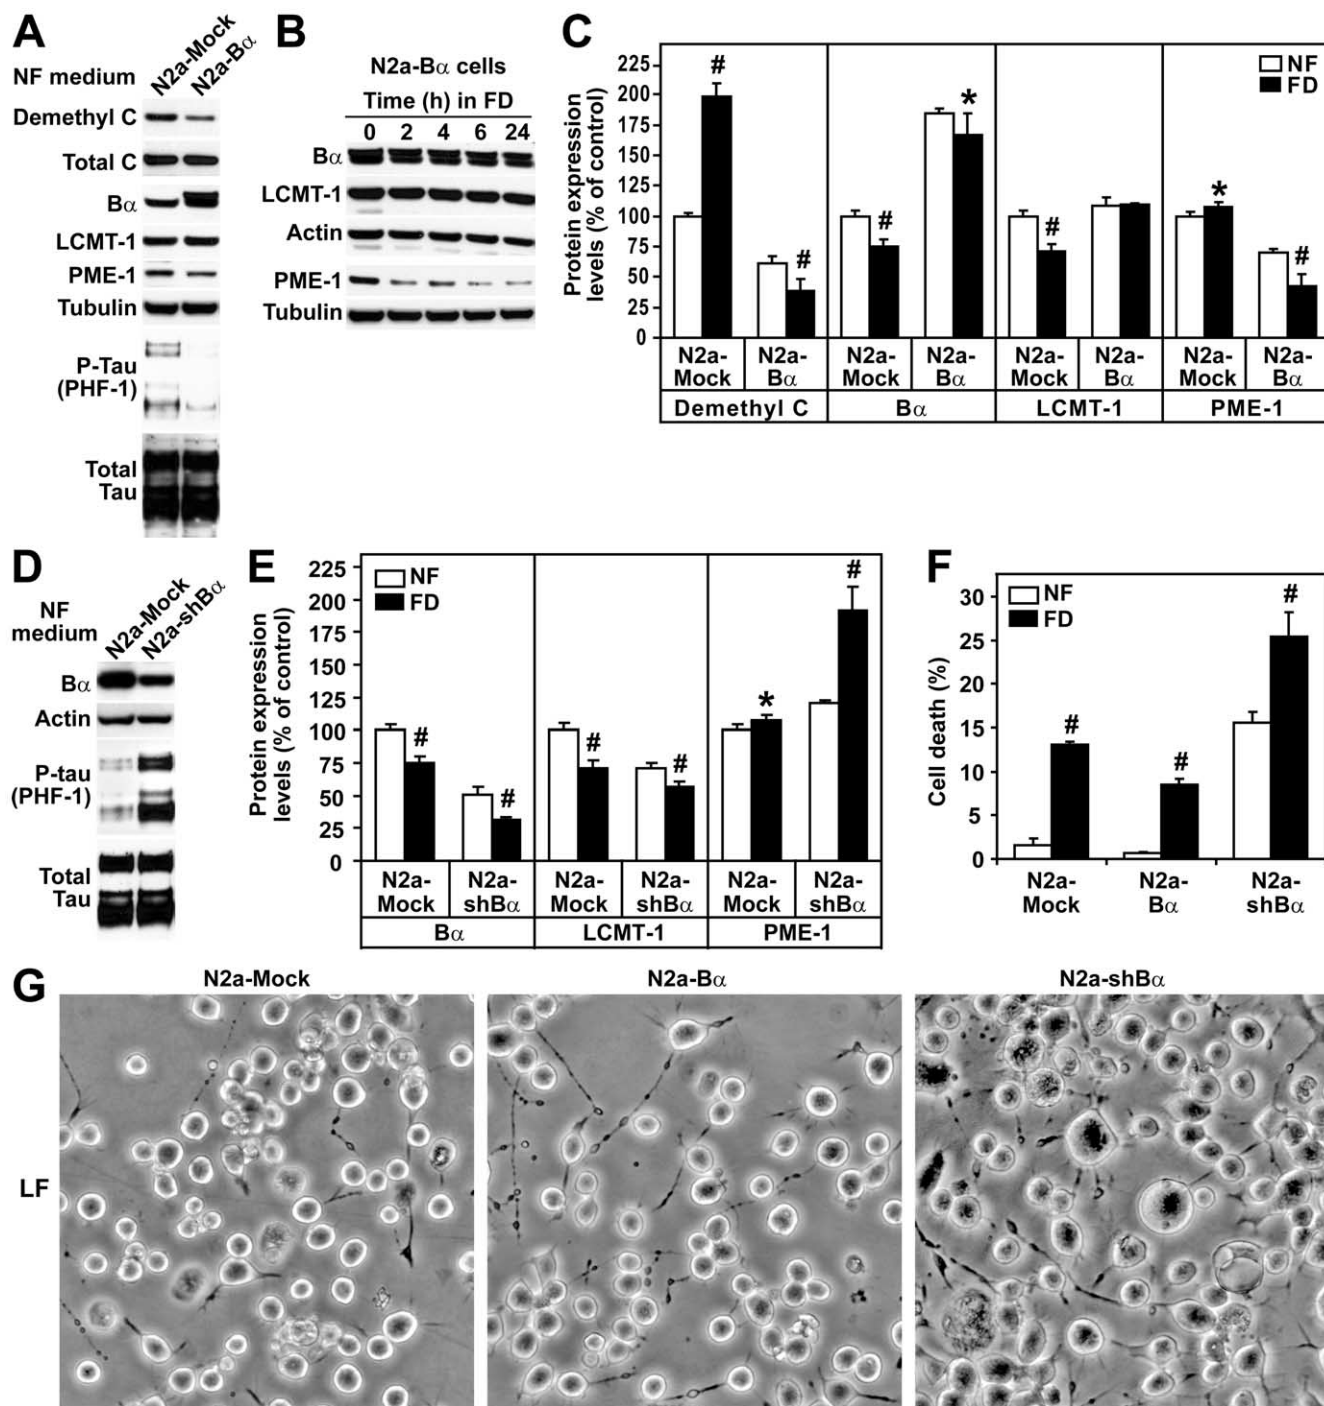 A
N2a-Mock
N2a-Bα
NF medium
Demethyl C
Total C
Bα
LCMT-1
PME-1
Tubulin
P-Tau
(PHF-1)
Total
Tau
B
N2a-Bα cells
Time (h) in FD
0 2 4 6 24
Bα
LCMT-1
Actin
PME-1
Tubulin
C
Protein expression
levels (% of control)
225
200
175
150
125
100
75
50
25
0
# # # * # * #
NF
FD
N2a-Mock N2a-Bα N2a-Mock N2a-Bα N2a-Mock N2a-Bα N2a-Mock N2a-Bα
Demethyl C Bα LCMT-1 PME-1
D
N2a-Mock
N2a-shBα
NF
medium
Bα
Actin
P-tau
(PHF-1)
Total
Tau
E
Protein expression
levels (% of control)
225
200
175
150
125
100
75
50
25
0
NF
FD
# # # # * #
N2a-Mock N2a-shBα N2a-Mock N2a-shBα N2a-Mock N2a-shBα
Bα LCMT-1 PME-1
F
Cell death (%)
30
25
20
15
10
5
0
NF
FD
# # #
N2a-Mock N2a-Bα N2a-shBα
G
N2a-Mock N2a-Bα N2a-shBα
LF